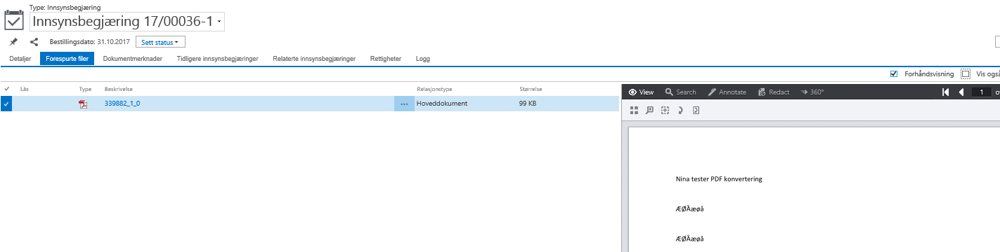 Type: Innsynsbegjæring
Innsynsbegjæring 17/00036-1
Bestillingsdato: 31.10.2017 Sett status
Detaljer Forespurte filer Dokumentmerknader Tidligere innsynsbegjæringer Relaterte innsynsbegjæringer Rettigheter Logg
Forhåndsvisning Vis også
Lås Type Beskrivelse Relasjonstype Størrelse
339882_1_0 ... Hoveddokument 99 KB
View Search Annotate Redact 360° 1
Nina tester PDF konvertering
ÆØÅæøå
ÆØÅæøå